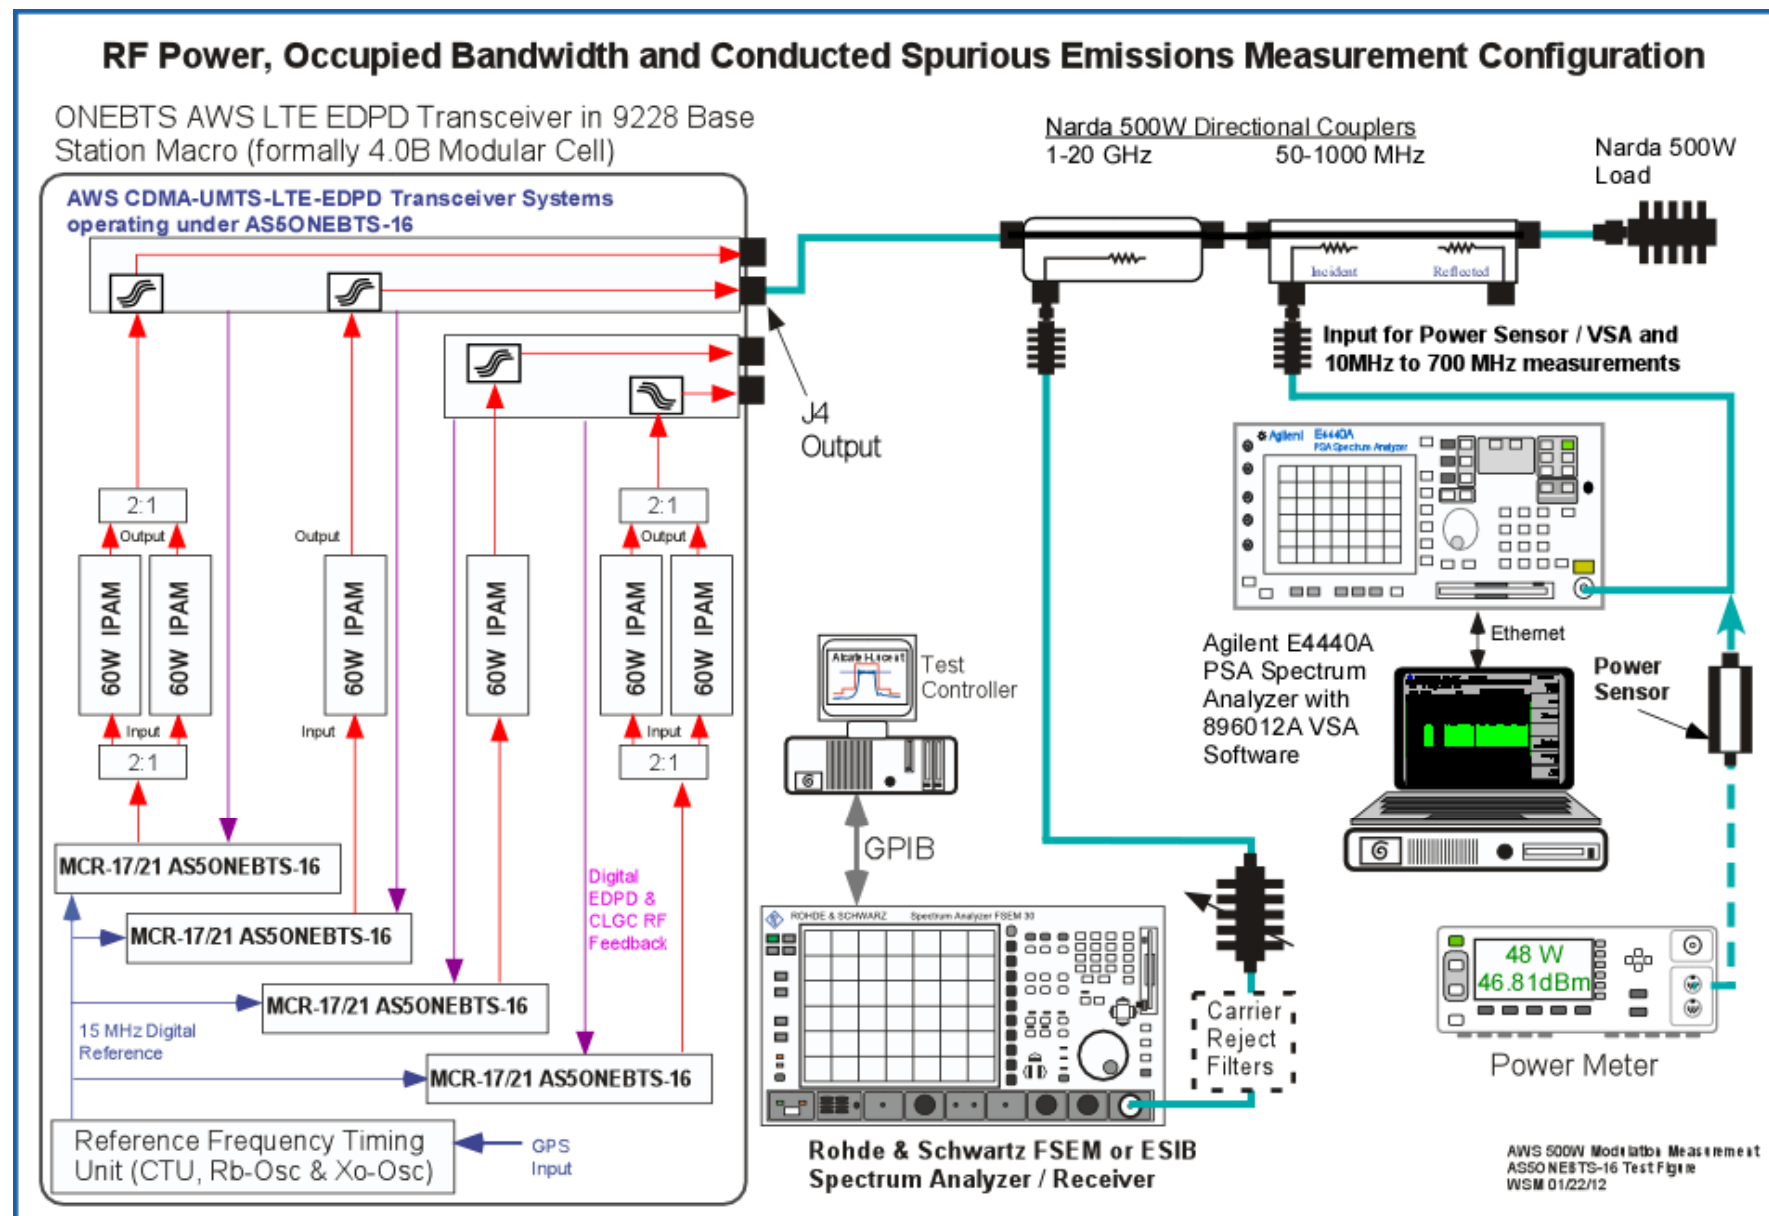 RF Power, Occupied Bandwidth and Conducted Spurious Emissions Measurement Configuration
ONEBTS AWS LTE EDPD Transceiver in 9228 Base
Station Macro (formally 4.0B Modular Cell)
AWS CDMA-UMTS-LTE-EDPD Transceiver Systems
operating under AS5ONEBTS-16
Narda 500W Directional Couplers
1-20 GHz
50-1000 MHz
Narda 500W
Load
Incident
Reflected
Input for Power Sensor / VSA and
10MHz to 700 MHz measurements
J4
Output
2:1
2:1
Output
Output
Output
60W IPAM
60W IPAM
60W IPAM
60W IPAM
60W IPAM
60W IPAM
Input
Input
Input
2:1
2:1
Agilent E4440A
PSA Spectrum Analyzer
Ethernet
Agilent E4440A
PSA Spectrum
Analyzer with
896012A VSA
Software
Power
Sensor
Alcatel-Lucent
Test
Controller
GPIB
MCR-17/21 AS5ONEBTS-16
MCR-17/21 AS5ONEBTS-16
MCR-17/21 AS5ONEBTS-16
MCR-17/21 AS5ONEBTS-16
Digital
EDPD &
CLGC RF
Feedback
15 MHz Digital
Reference
Reference Frequency Timing
Unit (CTU, Rb-Osc & Xo-Osc)
GPS
Input
ROHDE & SCHWARZ
Spectrum Analyzer FSEM 30
Carrier
Reject
Filters
Rohde & Schwartz FSEM or ESIB
Spectrum Analyzer / Receiver
48 W
46.81dBm
Power Meter
AWS 500W Modulation Measurement
AS5ONEBTS-16 Test Figure
WSM 01/22/12